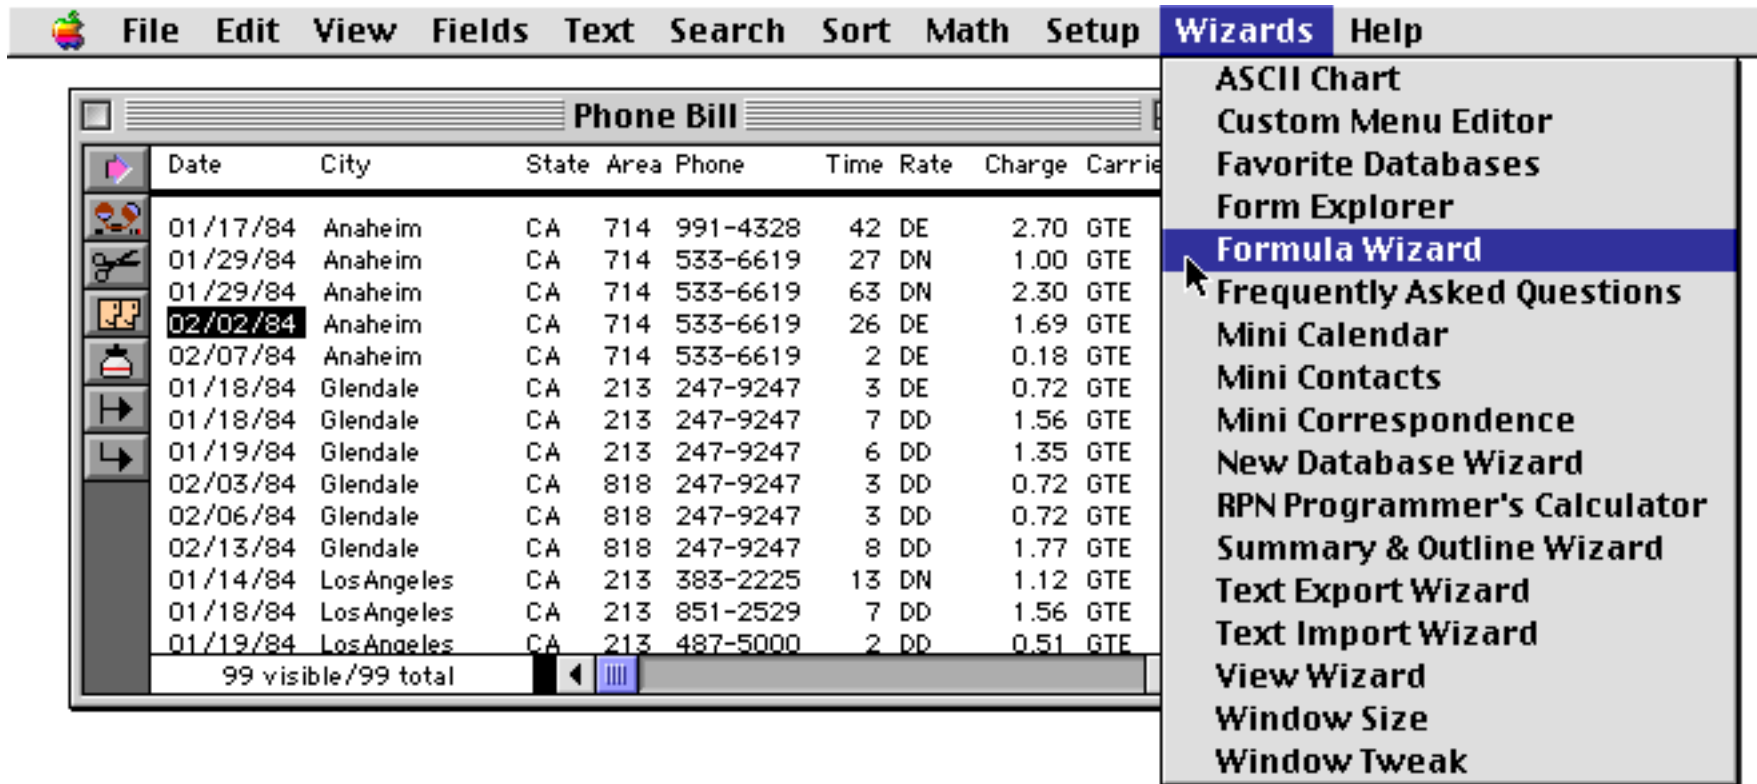 File Edit View Fields Text Search Sort Math Setup Wizards Help
Phone Bill
Date City State Area Phone Time Rate Charge Carrie
01/17/84 Anaheim CA 714 991-4328 42 DE 2.70 GTE
01/29/84 Anaheim CA 714 533-6619 27 DN 1.00 GTE
01/29/84 Anaheim CA 714 533-6619 63 DN 2.30 GTE
02/02/84 Anaheim CA 714 533-6619 26 DE 1.69 GTE
02/07/84 Anaheim CA 714 533-6619 2 DE 0.18 GTE
01/18/84 Glendale CA 213 247-9247 3 DE 0.72 GTE
01/18/84 Glendale CA 213 247-9247 7 DD 1.56 GTE
01/19/84 Glendale CA 213 247-9247 6 DD 1.35 GTE
02/03/84 Glendale CA 818 247-9247 3 DD 0.72 GTE
02/06/84 Glendale CA 818 247-9247 3 DD 0.72 GTE
02/13/84 Glendale CA 818 247-9247 8 DD 1.77 GTE
01/14/84 Los Angeles CA 213 383-2225 13 DN 1.12 GTE
01/18/84 Los Angeles CA 213 851-2529 7 DD 1.56 GTE
01/19/84 Los Angeles CA 213 487-5000 2 DD 0.51 GTE
99 visible/99 total
ASCII Chart
Custom Menu Editor
Favorite Databases
Form Explorer
Formula Wizard
Frequently Asked Questions
Mini Calendar
Mini Contacts
Mini Correspondence
New Database Wizard
RPN Programmer's Calculator
Summary & Outline Wizard
Text Export Wizard
Text Import Wizard
View Wizard
Window Size
Window Tweak